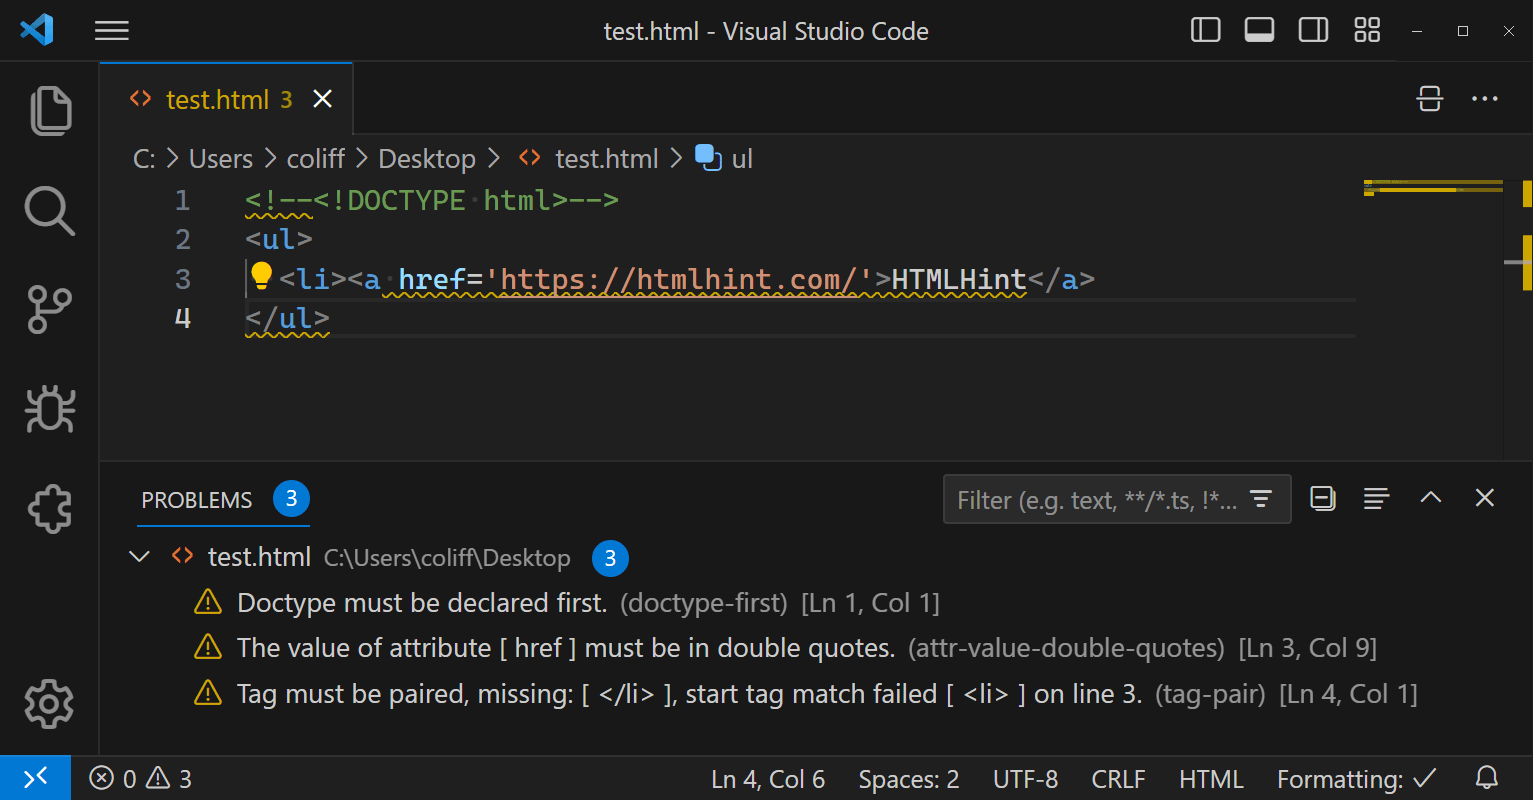 test.html - Visual Studio Code
test.html 3
C: > Users > coliff > Desktop > <> test.html > ul
1 <!--<!DOCTYPE·html>-->
2 <ul>
3 <li><a·href='https://htmlhint.com/'>HTMLHint</a>
4 </ul>
PROBLEMS 3 Filter (e.g. text, **/*.ts, !*...
test.html C:\Users\coliff\Desktop 3
Doctype must be declared first. (doctype-first) [Ln 1, Col 1]
The value of attribute [ href ] must be in double quotes. (attr-value-double-quotes) [Ln 3, Col 9]
Tag must be paired, missing: [ </li> ], start tag match failed [ <li> ] on line 3. (tag-pair) [Ln 4, Col 1]
0 3 Ln 4, Col 6 Spaces: 2 UTF-8 CRLF HTML Formatting: ✓